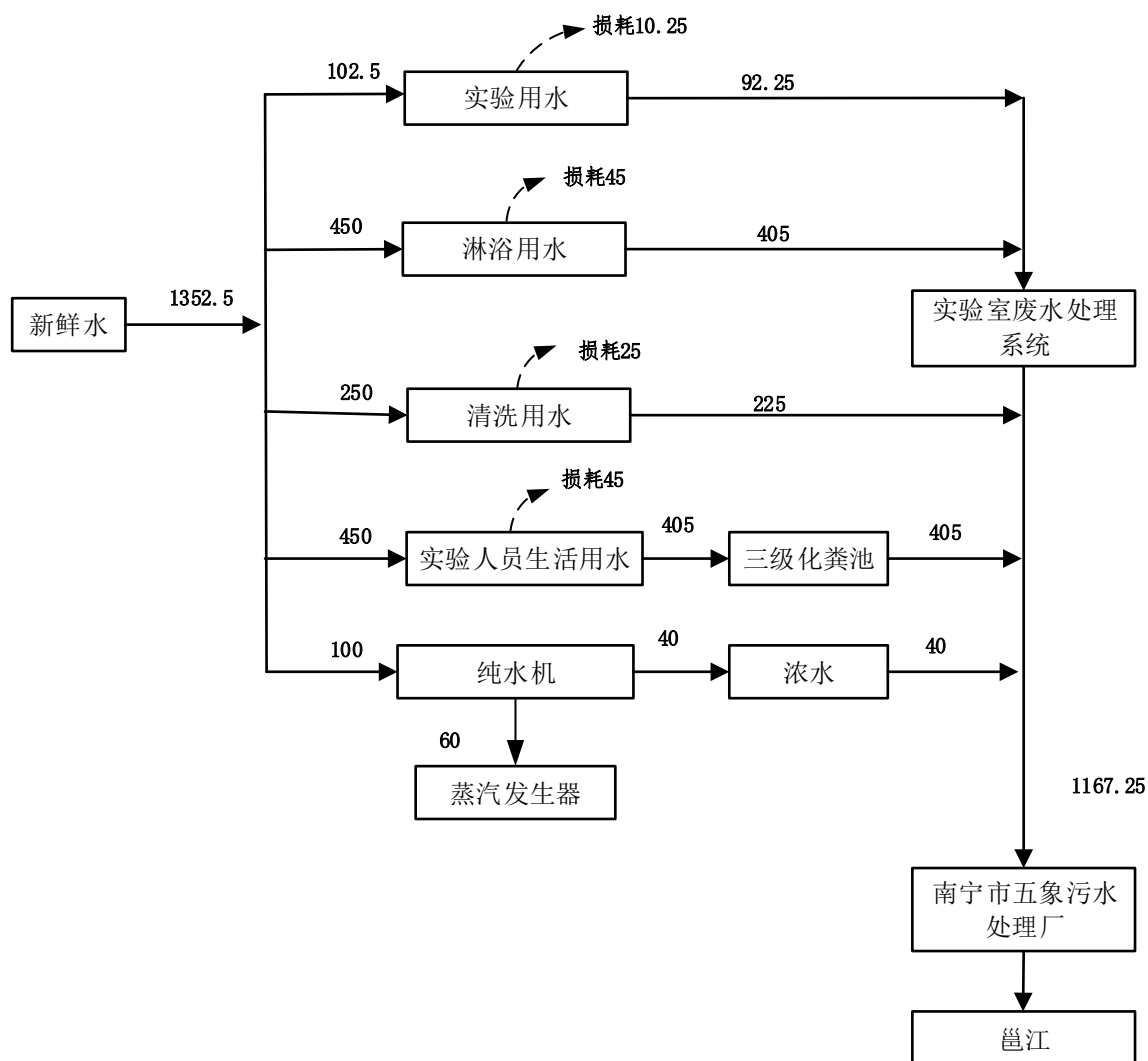 损耗10.25
102.5
实验用水
92.25
损耗45
450
淋浴用水
405
1352.5
新鲜水
实验室废水处理
系统
损耗25
250
清洗用水
225
损耗45
450
实验人员生活用水
405
三级化粪池
405
100
纯水机
40
浓水
40
60
蒸汽发生器
1167.25
南宁市五象污水
处理厂
邕江